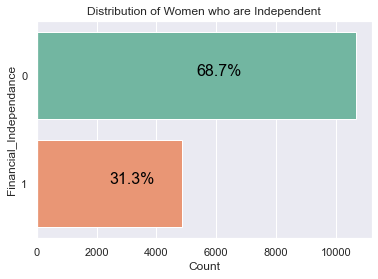 Distribution of Women who are Independent
Financial_Independance
0
68.7%
1
31.3%
0 2000 4000 6000 8000 10000
Count